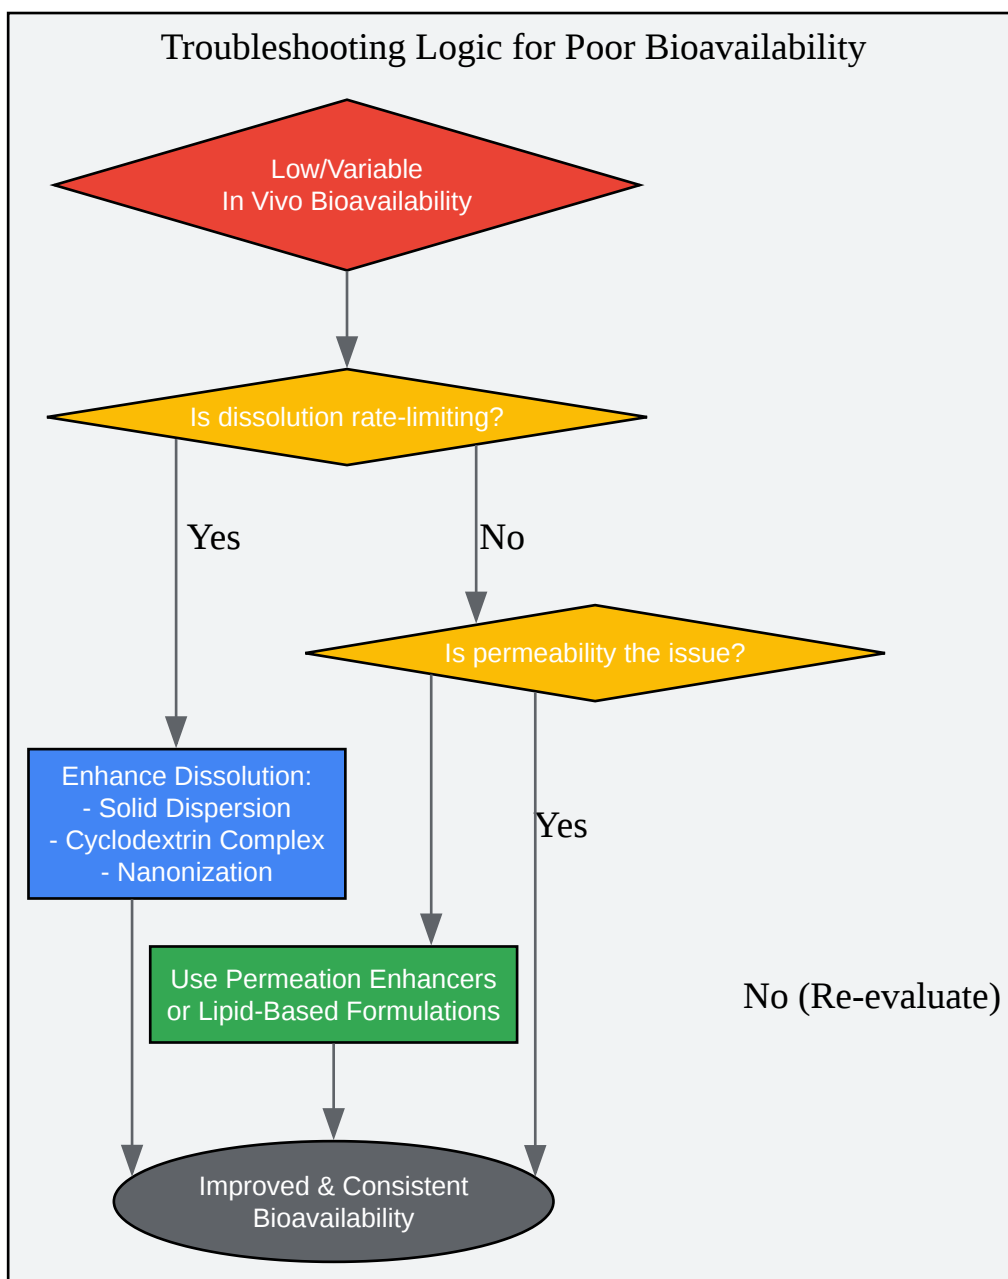 Troubleshooting Logic for Poor Bioavailability
Low/Variable
In Vivo Bioavailability
Is dissolution rate-limiting?
Yes
No
Is permeability the issue?
Enhance Dissolution:
- Solid Dispersion
- Cyclodextrin Complex
- Nanonization
Yes
Use Permeation Enhancers
or Lipid-Based Formulations
No (Re-evaluate)
Improved & Consistent
Bioavailability